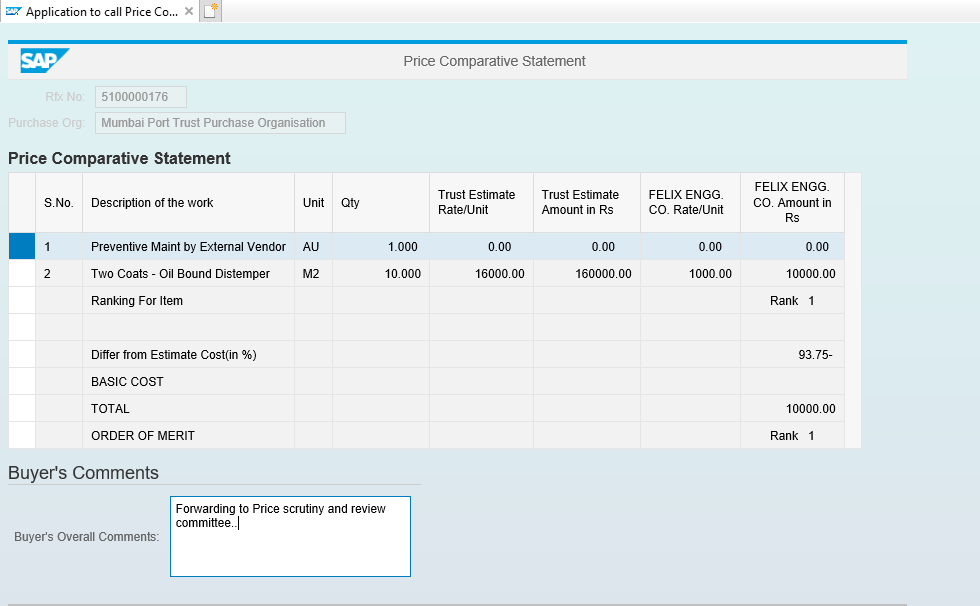 Application to call Price Co...
SAP
Price Comparative Statement
Rfx No: 5100000176
Purchase Org: Mumbai Port Trust Purchase Organisation
Price Comparative Statement
S.No. Description of the work Unit Qty Trust Estimate Rate/Unit Trust Estimate Amount in Rs FELIX ENGG. CO. Rate/Unit FELIX ENGG. CO. Amount in Rs
1 Preventive Maint by External Vendor AU 1.000 0.00 0.00 0.00 0.00
2 Two Coats - Oil Bound Distemper M2 10.000 16000.00 160000.00 1000.00 10000.00
Ranking For Item Rank 1
Differ from Estimate Cost(in %) 93.75-
BASIC COST
TOTAL 10000.00
ORDER OF MERIT Rank 1
Buyer's Comments
Buyer's Overall Comments:
Forwarding to Price scrutiny and review
committee..